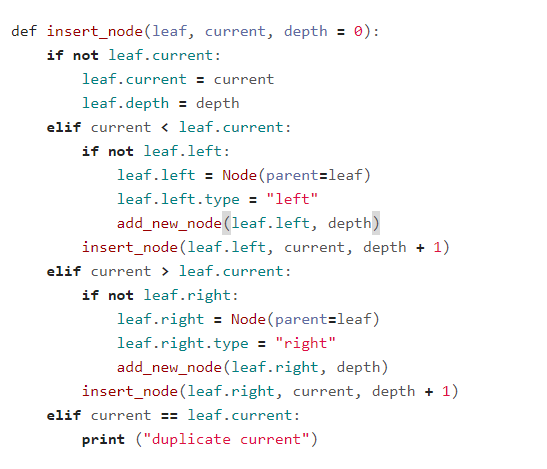 def insert_node(leaf, current, depth = 0):
    if not leaf.current:
        leaf.current = current
        leaf.depth = depth
    elif current < leaf.current:
        if not leaf.left:
            leaf.left = Node(parent=leaf)
            leaf.left.type = "left"
            add_new_node(leaf.left, depth)
        insert_node(leaf.left, current, depth + 1)
    elif current > leaf.current:
        if not leaf.right:
            leaf.right = Node(parent=leaf)
            leaf.right.type = "right"
            add_new_node(leaf.right, depth)
        insert_node(leaf.right, current, depth + 1)
    elif current == leaf.current:
        print ("duplicate current")